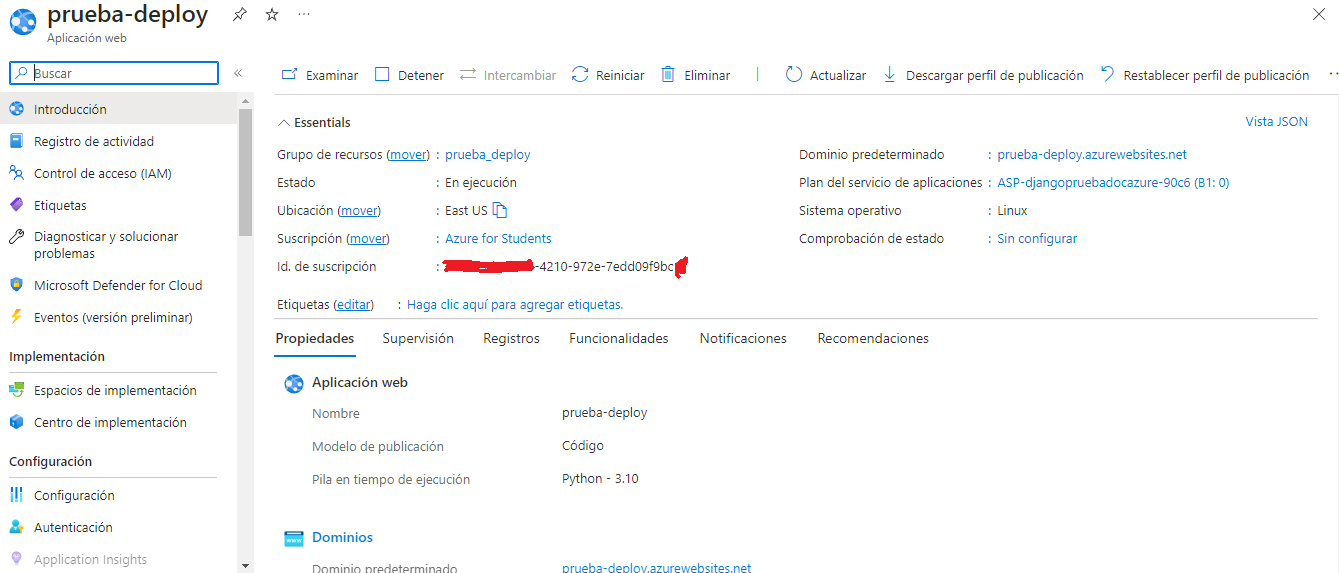 prueba-deploy
Aplicación web
Buscar
«
Examinar Detener Intercambiar Reiniciar Eliminar Actualizar Descargar perfil de publicación Restablecer perfil de publicación
Introducción
Registro de actividad
Control de acceso (IAM)
Etiquetas
Diagnosticar y solucionar
problemas
Microsoft Defender for Cloud
Eventos (versión preliminar)
Implementación
Espacios de implementación
Centro de implementación
Configuración
Configuración
Autenticación
Application Insights
Essentials
Vista JSON
Grupo de recursos (mover) : prueba_deploy
Estado : En ejecución
Ubicación (mover) : East US
Suscripción (mover) : Azure for Students
Id. de suscripción : -4210-972e-7edd09f9bc
Dominio predeterminado : prueba-deploy.azurewebsites.net
Plan del servicio de aplicaciones : ASP-djangopruebadocazure-90c6 (B1: 0)
Sistema operativo : Linux
Comprobación de estado : Sin configurar
Etiquetas (editar) : Haga clic aquí para agregar etiquetas.
Propiedades Supervisión Registros Funcionalidades Notificaciones Recomendaciones
Aplicación web
Nombre prueba-deploy
Modelo de publicación Código
Pila en tiempo de ejecución Python - 3.10
Dominios
Dominio predeterminado prueba-deploy.azurewebsites.net